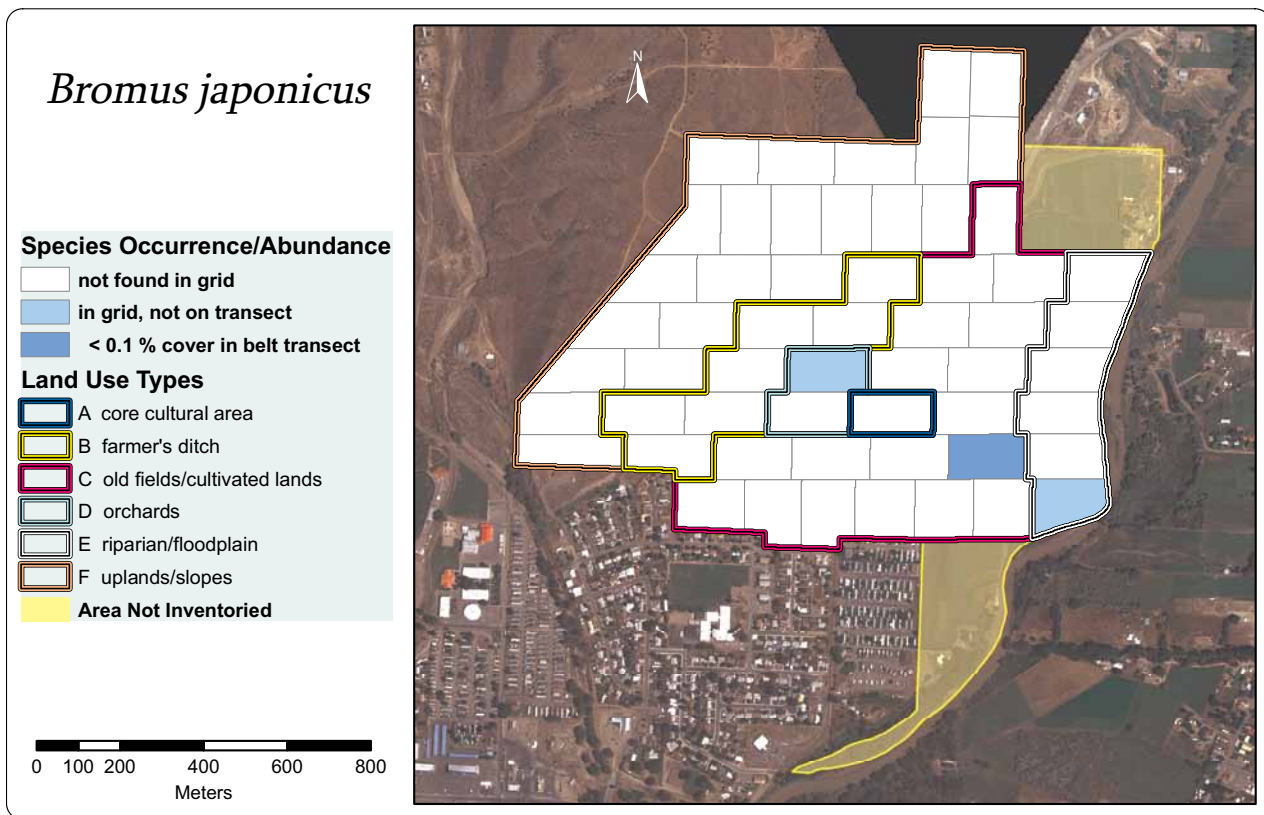 Bromus japonicus
N
Species Occurrence/Abundance
not found in grid
in grid, not on transect
< 0.1 % cover in belt transect
Land Use Types
A core cultural area
B farmer's ditch
C old fields/cultivated lands
D orchards
E riparian/floodplain
F uplands/slopes
Area Not Inventoried
0 100 200 400 600 800
Meters